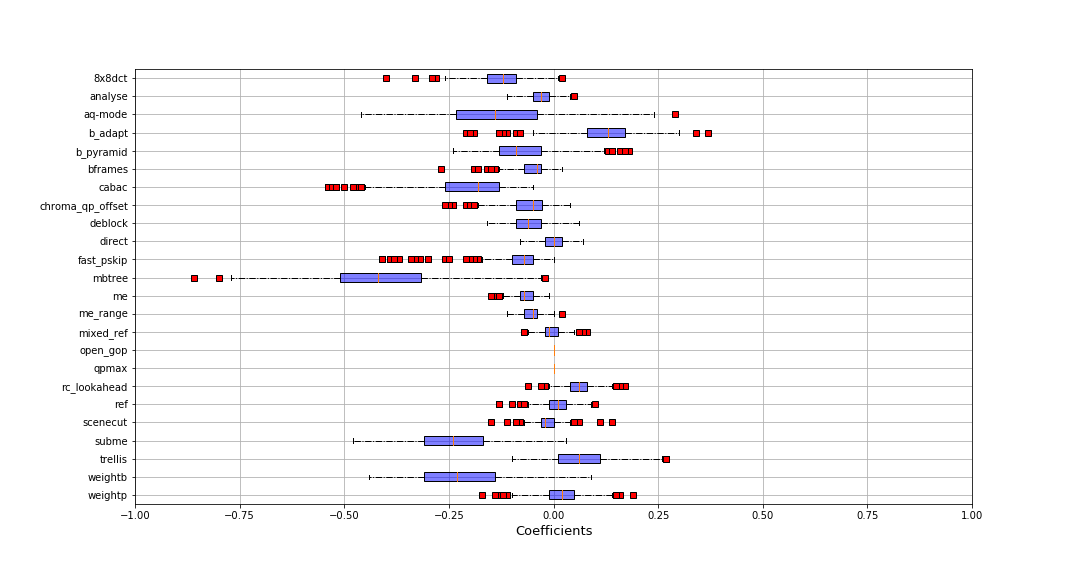 8x8dct
analyse
aq-mode
b_adapt
b_pyramid
bframes
cabac
chroma_qp_offset
deblock
direct
fast_pskip
mbtree
me
me_range
mixed_ref
open_gop
qpmax
rc_lookahead
ref
scenecut
subme
trellis
weightb
weightp
−1.00 −0.75 −0.50 −0.25 0.00 0.25 0.50 0.75 1.00
Coefficients